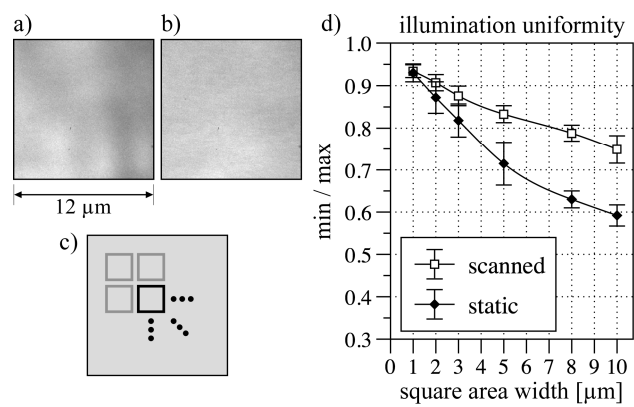 a)
b)
12 µm
c)
d)
illumination uniformity
min / max
1.0
0.9
0.8
0.7
0.6
0.5
0.4
0.3
scanned
static
0 1 2 3 4 5 6 7 8 9 10
square area width [µm]